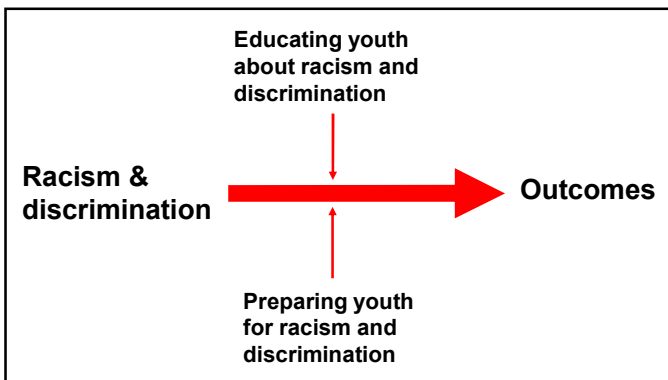 Educating youth
about racism and
discrimination
Racism &
discrimination
Outcomes
Preparing youth
for racism and
discrimination